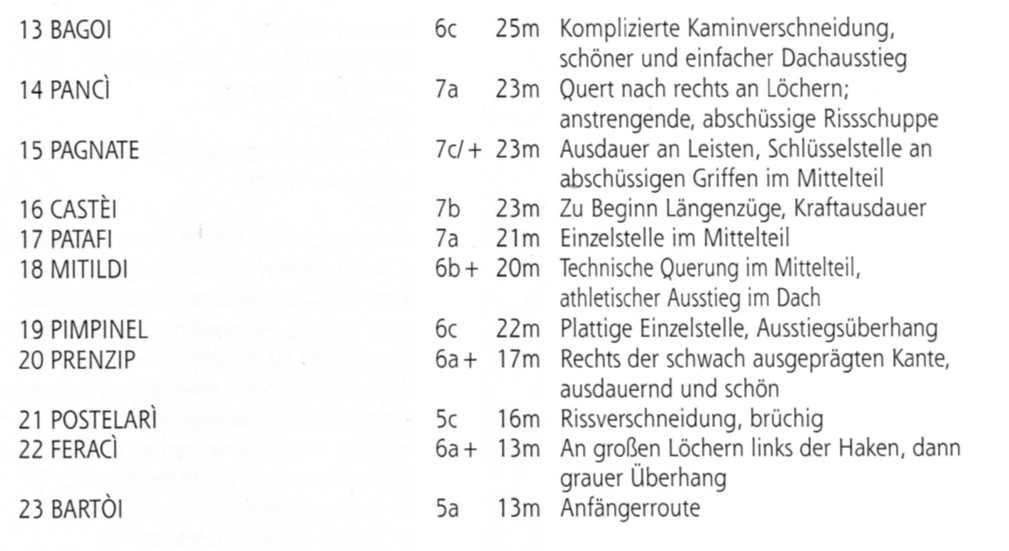 13 BAGOI 6c 25m Komplizierte Kaminverschneidung,
schöner und einfacher Dachausstieg
14 PANCÌ 7a 23m Quert nach rechts an Löchern;
anstrengende, abschüssige Rissschuppe
15 PAGNATE 7c/+ 23m Ausdauer an Leisten, Schlüsselstelle an
abschüssigen Griffen im Mittelteil
16 CASTÈI 7b 23m Zu Beginn Längenzüge, Kraftausdauer
17 PATAFI 7a 21m Einzelstelle im Mittelteil
18 MITILDI 6b+ 20m Technische Querung im Mittelteil,
athletischer Ausstieg im Dach
19 PIMPINEL 6c 22m Plattige Einzelstelle, Ausstiegsüberhang
20 PRENZIP 6a+ 17m Rechts der schwach ausgeprägten Kante,
ausdauernd und schön
21 POSTELARÌ 5c 16m Rissverschneidung, brüchig
22 FERACÌ 6a+ 13m An großen Löchern links der Haken, dann
grauer Überhang
23 BARTÒI 5a 13m Anfängerroute